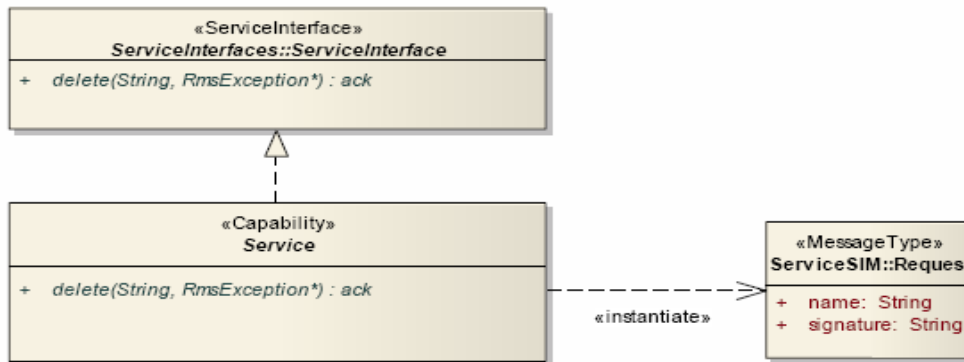 «ServiceInterface»
ServiceInterfaces::ServiceInterface
+ delete(String, RmsException*) : ack
«Capability»
Service
+ delete(String, RmsException*) : ack
«instantiate»
«MessageType»
ServiceSIM::Reques
+ name: String
+ signature: String